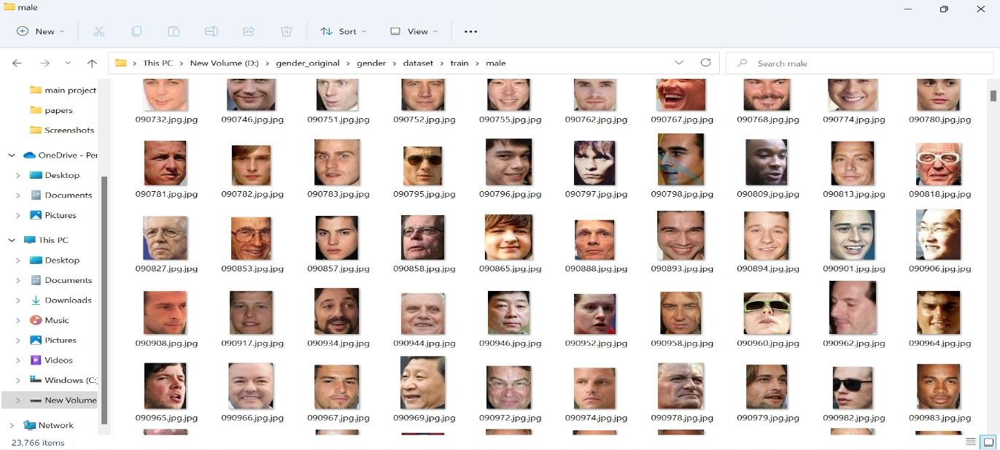 male
New Sort View
This PC New Volume (D:) gender_original gender dataset train male Search male
main project
papers
Screenshots
OneDrive - Per
Desktop
Documents
Pictures
This PC
Desktop
Documents
Downloads
Music
Pictures
Videos
Windows (C:)
New Volume
Network
090732.jpg.jpg 090746.jpg.jpg 090751.jpg.jpg 090752.jpg.jpg 090755.jpg.jpg 090762.jpg.jpg 090767.jpg.jpg 090768.jpg.jpg 090774.jpg.jpg 090780.jpg.jpg
090781.jpg.jpg 090782.jpg.jpg 090783.jpg.jpg 090795.jpg.jpg 090796.jpg.jpg 090797.jpg.jpg 090798.jpg.jpg 090809.jpg.jpg 090813.jpg.jpg 090818.jpg.jpg
090827.jpg.jpg 090853.jpg.jpg 090857.jpg.jpg 090858.jpg.jpg 090865.jpg.jpg 090888.jpg.jpg 090893.jpg.jpg 090894.jpg.jpg 090901.jpg.jpg 090906.jpg.jpg
090908.jpg.jpg 090917.jpg.jpg 090934.jpg.jpg 090944.jpg.jpg 090946.jpg.jpg 090952.jpg.jpg 090958.jpg.jpg 090960.jpg.jpg 090962.jpg.jpg 090964.jpg.jpg
090965.jpg.jpg 090966.jpg.jpg 090967.jpg.jpg 090969.jpg.jpg 090972.jpg.jpg 090974.jpg.jpg 090978.jpg.jpg 090979.jpg.jpg 090982.jpg.jpg 090983.jpg.jpg
23,766 items